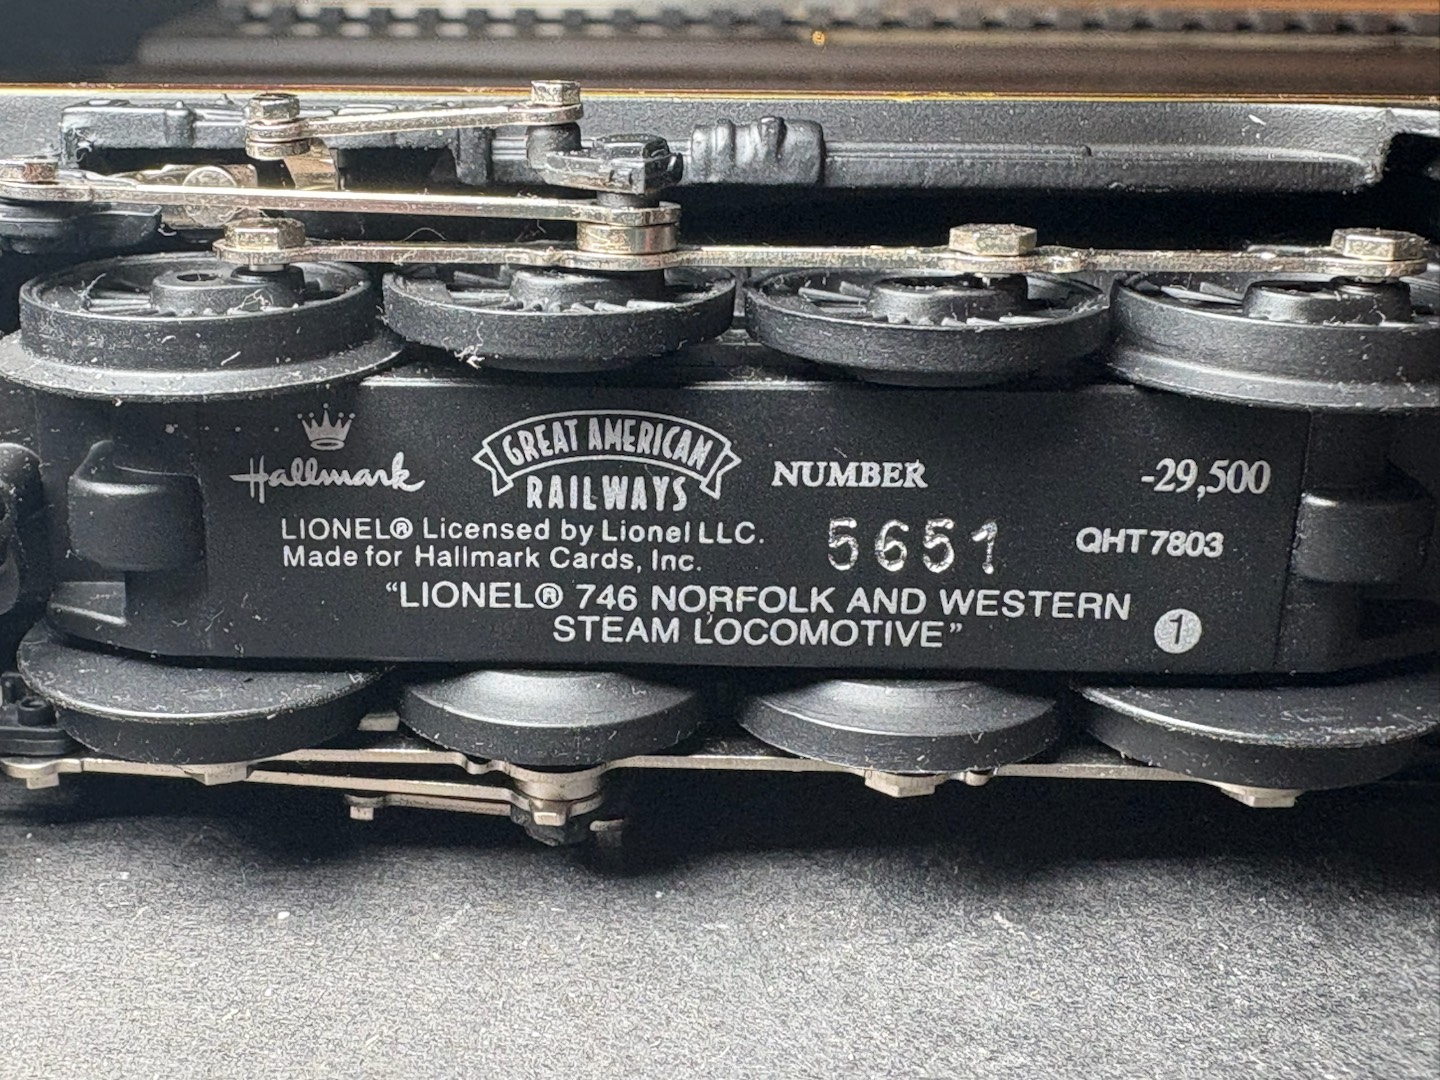 Hallmark
GREAT AMERICAN
RAILWAYS
NUMBER -29,500
LIONEL® Licensed by Lionel LLC.
Made for Hallmark Cards, Inc.
5651 QHT7803
"LIONEL® 746 NORFOLK AND WESTERN
STEAM LOCOMOTIVE"
1